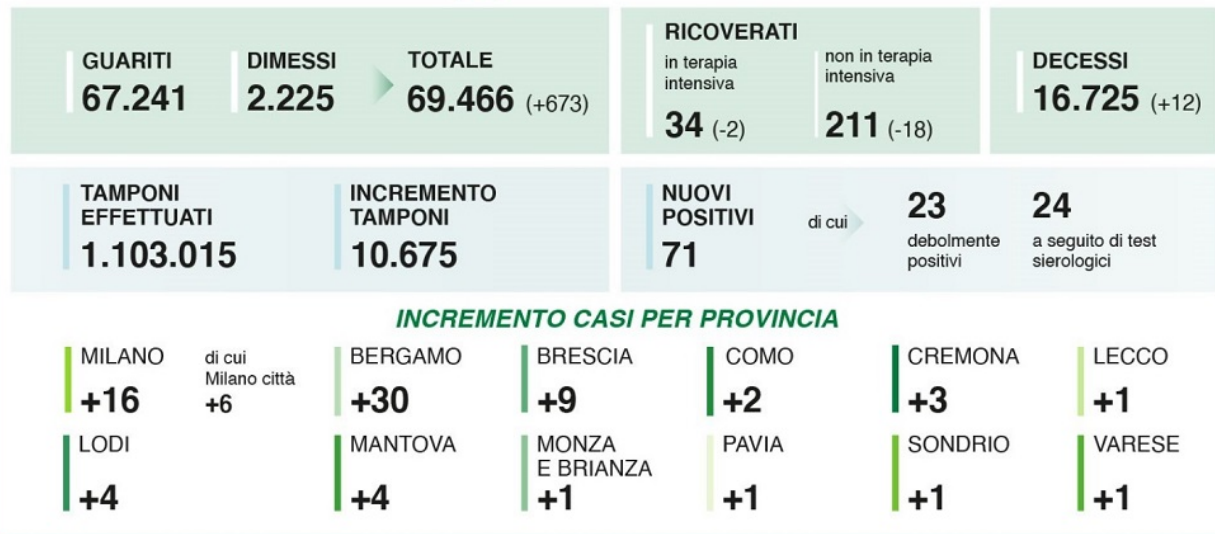 GUARITI
67.241
DIMESSI
2.225
TOTALE
69.466 (+673)
RICOVERATI
in terapia
intensiva
34 (-2)
non in terapia
intensiva
211 (-18)
DECESSI
16.725 (+12)
TAMPONI
EFFETTUATI
1.103.015
INCREMENTO
TAMPONI
10.675
NUOVI
POSITIVI
71
di cui
23
debolmente
positivi
24
a seguito di test
sierologici
INCREMENTO CASI PER PROVINCIA
MILANO
+16
di cui
Milano città
+6
BERGAMO
+30
BRESCIA
+9
COMO
+2
CREMONA
+3
LECCO
+1
LODI
+4
MANTOVA
+4
MONZA
E BRIANZA
+1
PAVIA
+1
SONDRIO
+1
VARESE
+1